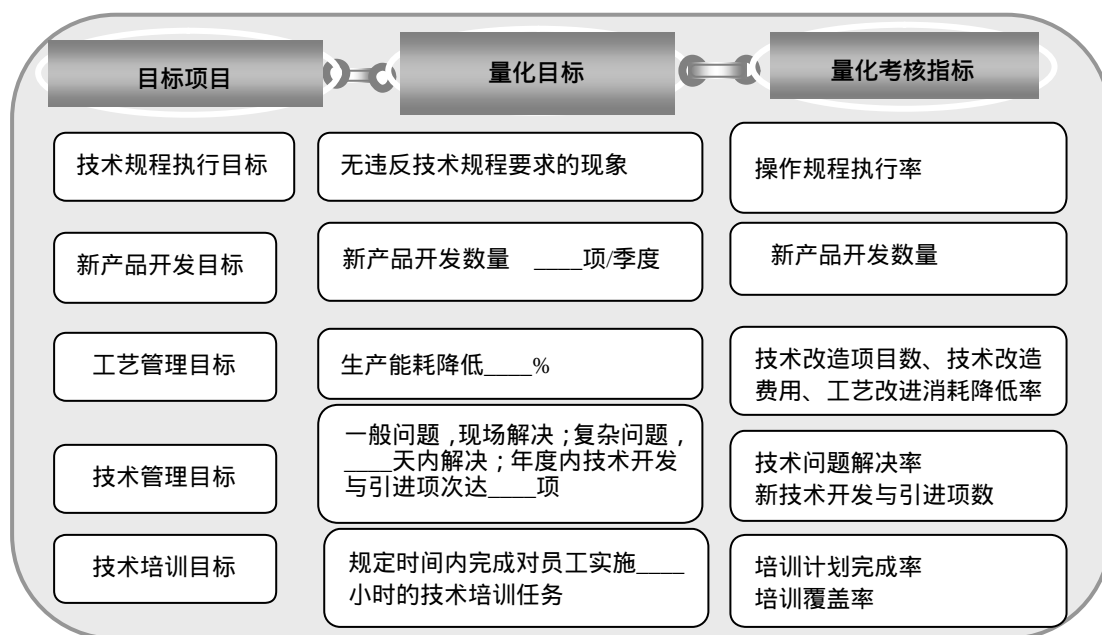 目标项目
量化目标
量化考核指标
技术规程执行目标
无违反技术规程要求的现象
操作规程执行率
新产品开发目标
新产品开发数量 ____项/季度
新产品开发数量
工艺管理目标
生产能耗降低____%
技术改造项目数、技术改造
费用、工艺改进消耗降低率
技术管理目标
一般问题，现场解决；复杂问题，
____天内解决；年度内技术开发
与引进项次达____项
技术问题解决率
新技术开发与引进项数
技术培训目标
规定时间内完成对员工实施____
小时的技术培训任务
培训计划完成率
培训覆盖率